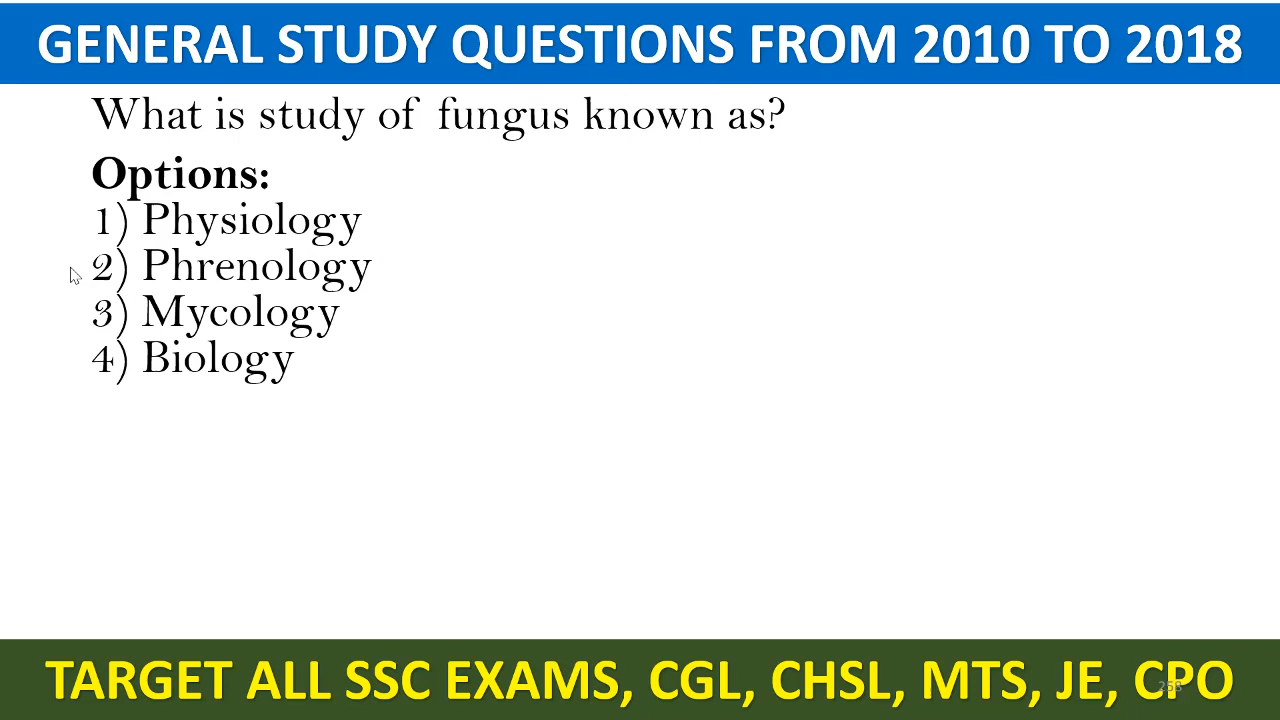 GENERAL STUDY QUESTIONS FROM 2010 TO 2018
What is study of fungus known as?
Options:
1) Physiology
2) Phrenology
3) Mycology
4) Biology
TARGET ALL SSC EXAMS, CGL, CHSL, MTS, JE, CPO
258